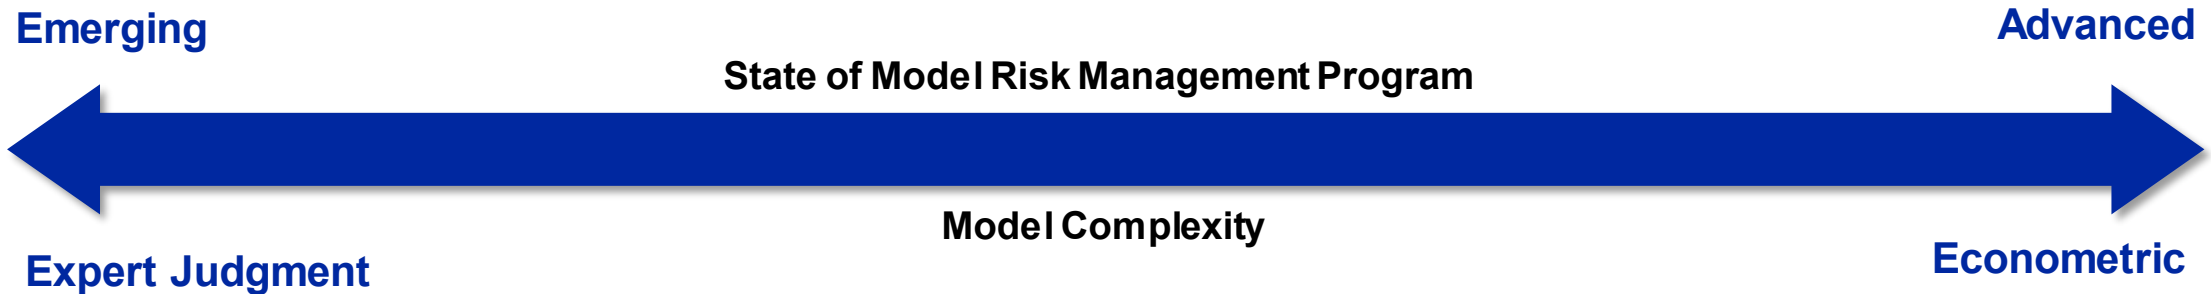 Emerging
Advanced
State of Model Risk Management Program
Model Complexity
Expert Judgment
Econometric